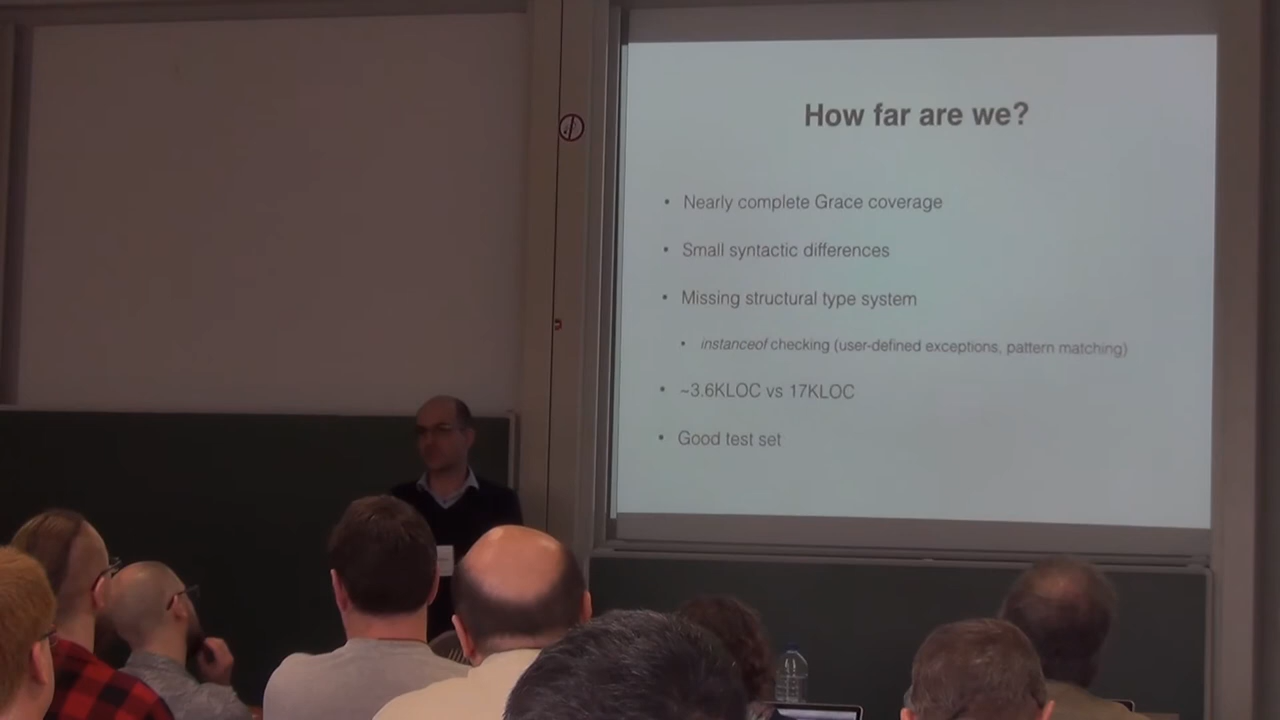 How far are we?
• Nearly complete Grace coverage
• Small syntactic differences
• Missing structural type system
• instanceof checking (user-defined exceptions, pattern matching)
• ~3.6KLOC vs 17KLOC
• Good test set